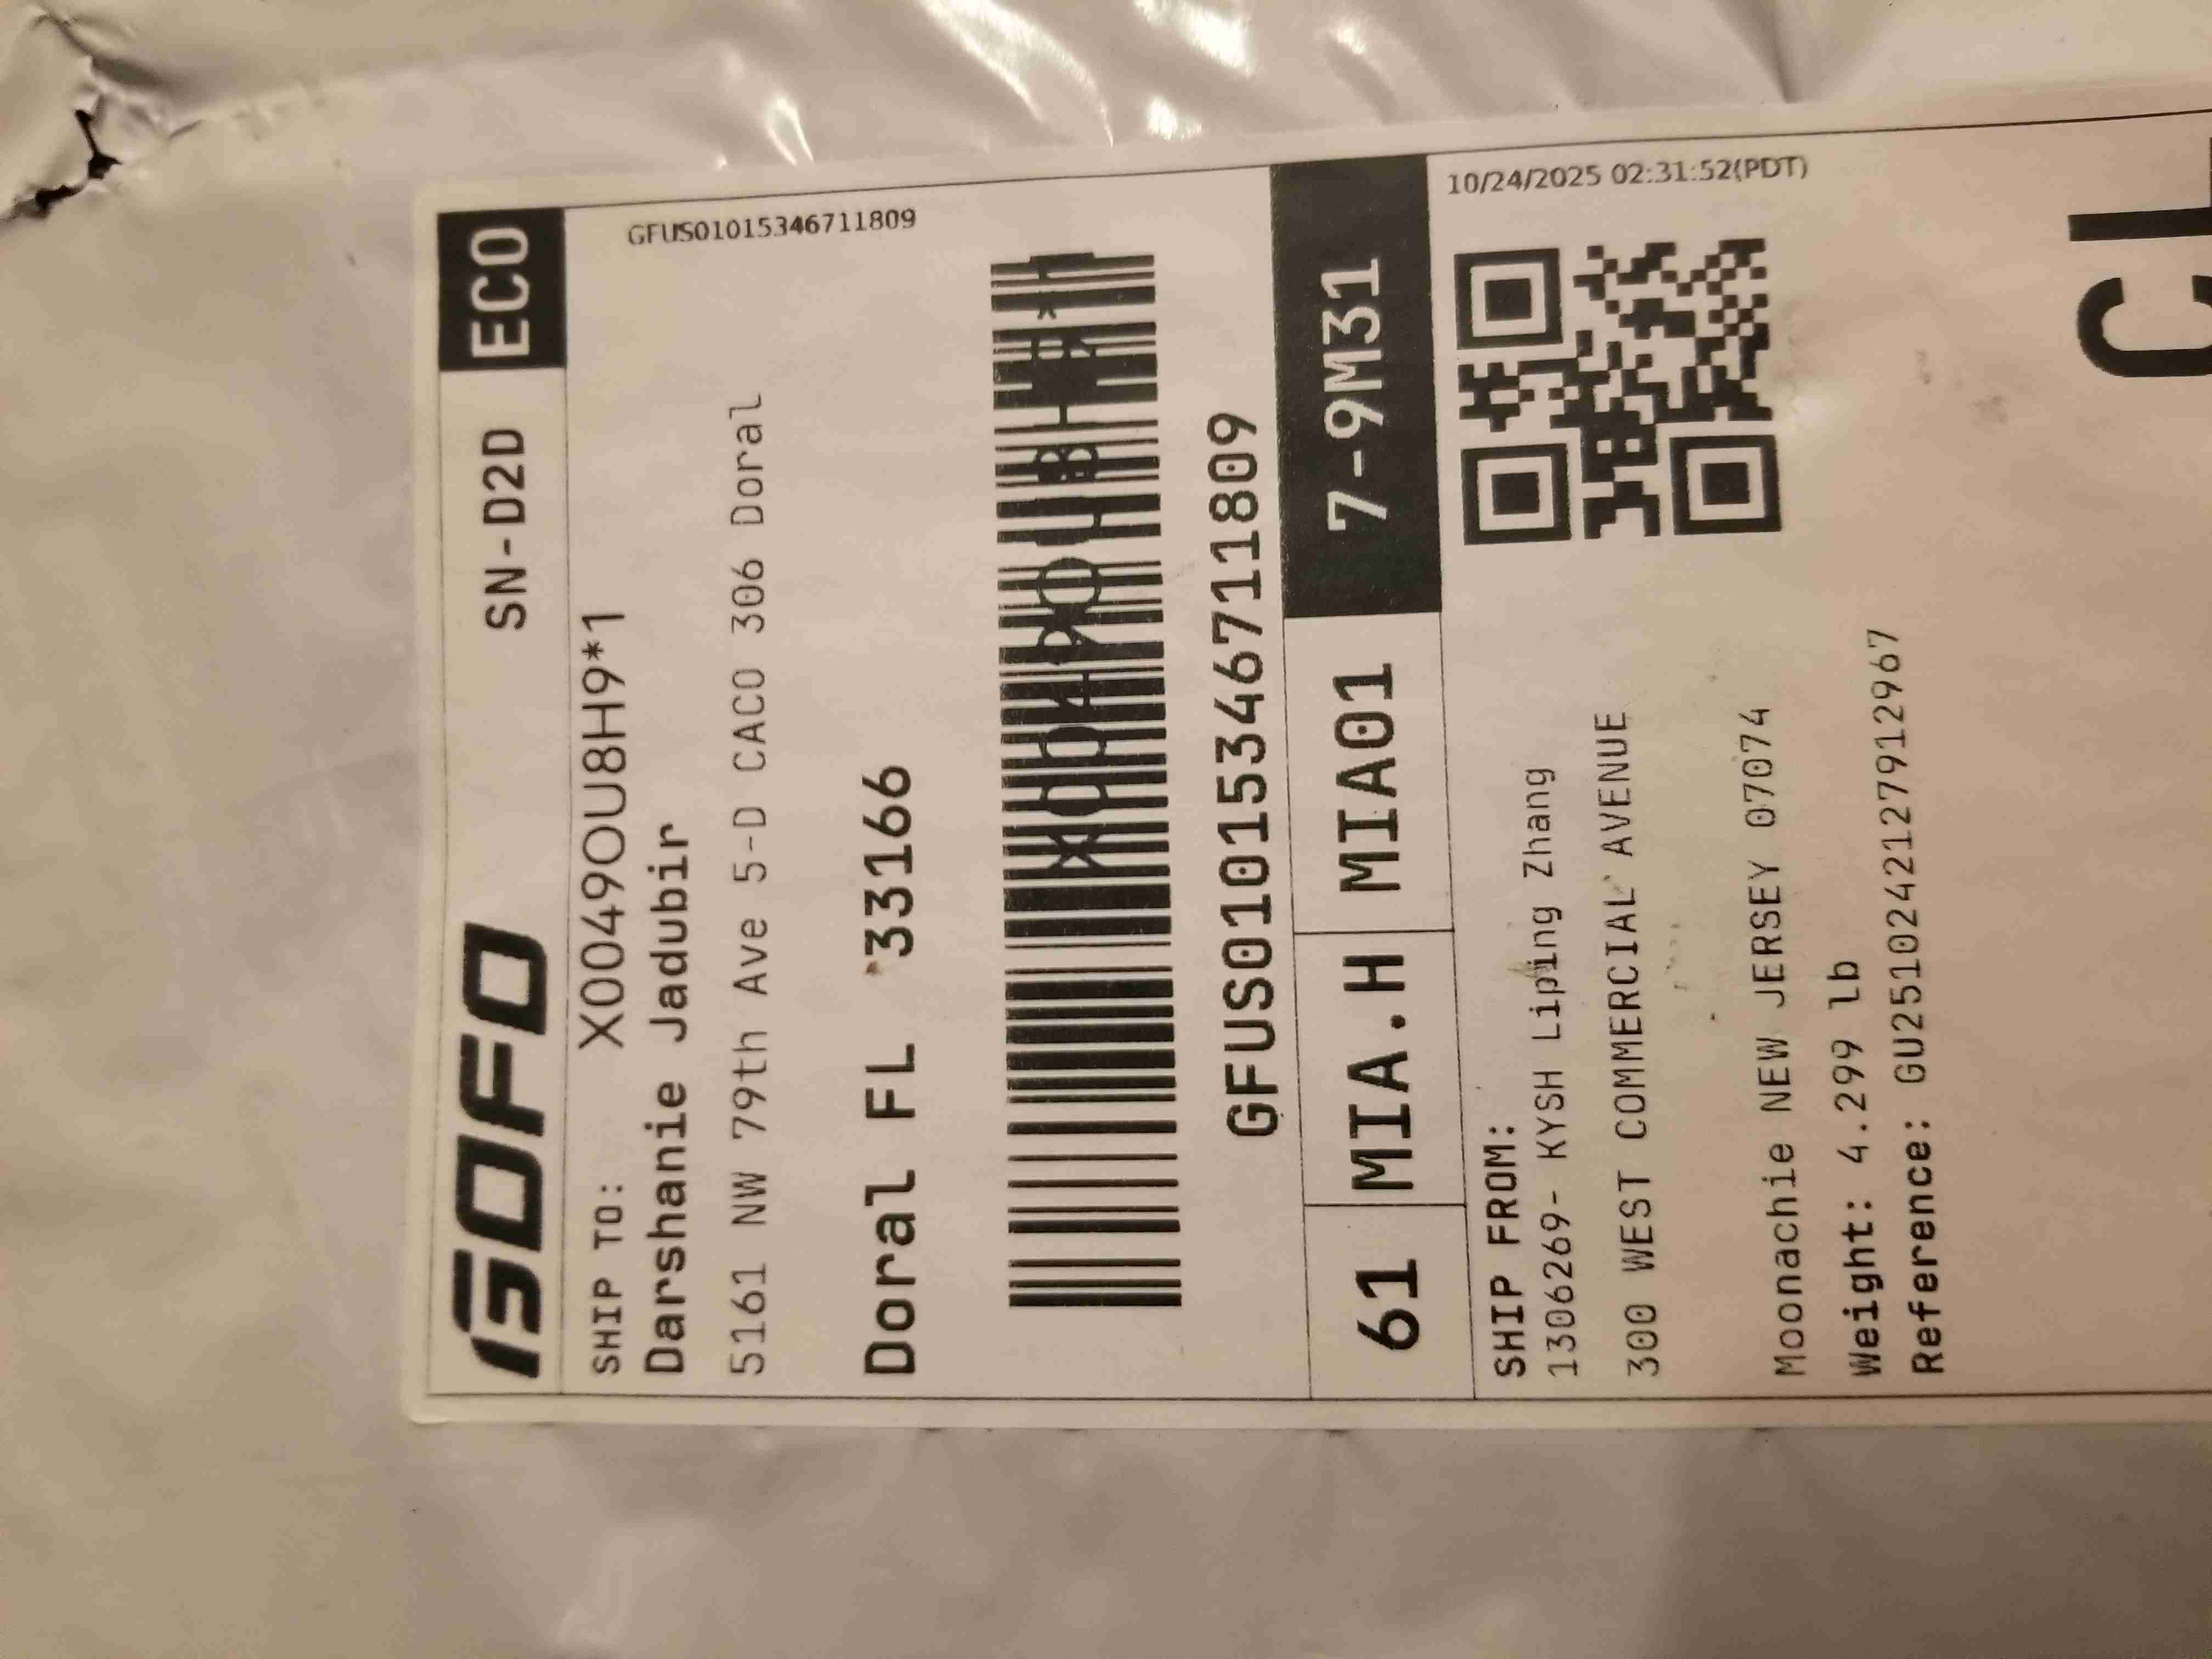 GOFO
SN-D2D
ECO
SHIP TO:
X0049OU8H9*1
GFUS01015346711809
Darshanie Jadubir
5161 NW 79th Ave 5-D CACO 306 Doral
Doral FL 33166
GFUS01015346711809
61
MIA.H
MIA01
7-9M31
SHIP FROM:
10/24/2025 02:31:52(PDT)
1306269- KYSH Liping Zhang
300 WEST COMMERCIAL AVENUE
Moonachie NEW JERSEY 07074
Weight: 4.299 lb
Reference: GU2510242127912967
CL